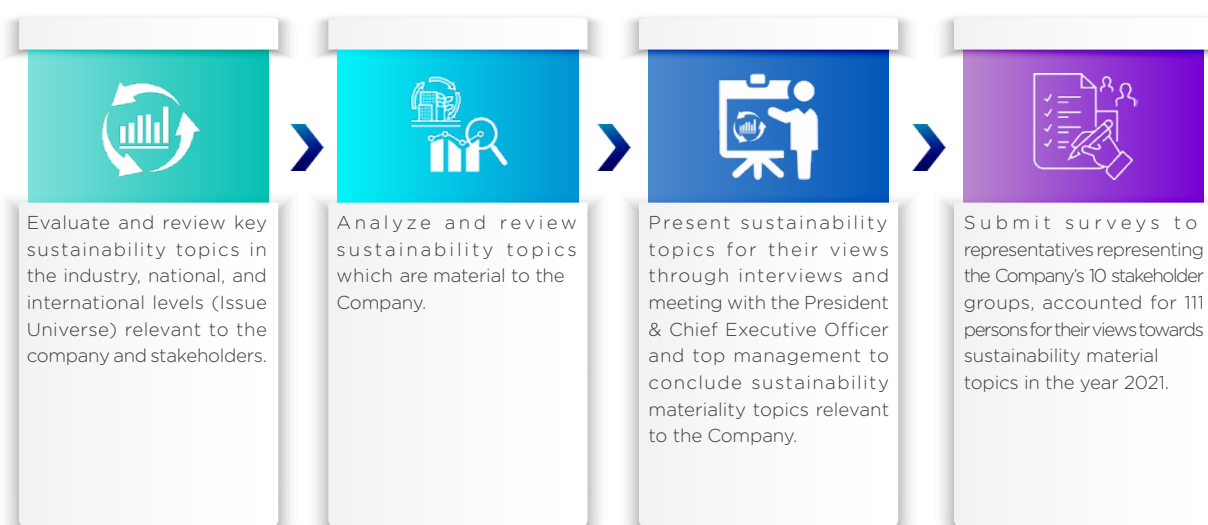 Evaluate and review key
sustainability topics in
the industry, national, and
international levels (Issue
Universe) relevant to the
company and stakeholders.
Analyze and review
sustainability topics
which are material to the
Company.
Present sustainability
topics for their views
through interviews and
meeting with the President
& Chief Executive Officer
and top management to
conclude sustainability
materiality topics relevant
to the Company.
Submit surveys to
representatives representing
the Company's 10 stakeholder
groups, accounted for 111
persons for their views towards
sustainability material
topics in the year 2021.